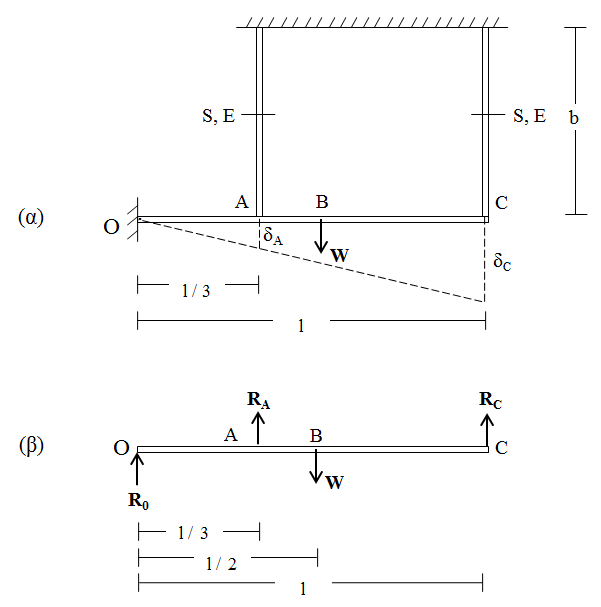 S, E
S, E
b
A
B
C
(α)
O
δA
W
δC
1 / 3
1
RA
RC
(β)
O
A
B
C
R0
W
1 / 3
1 / 2
1